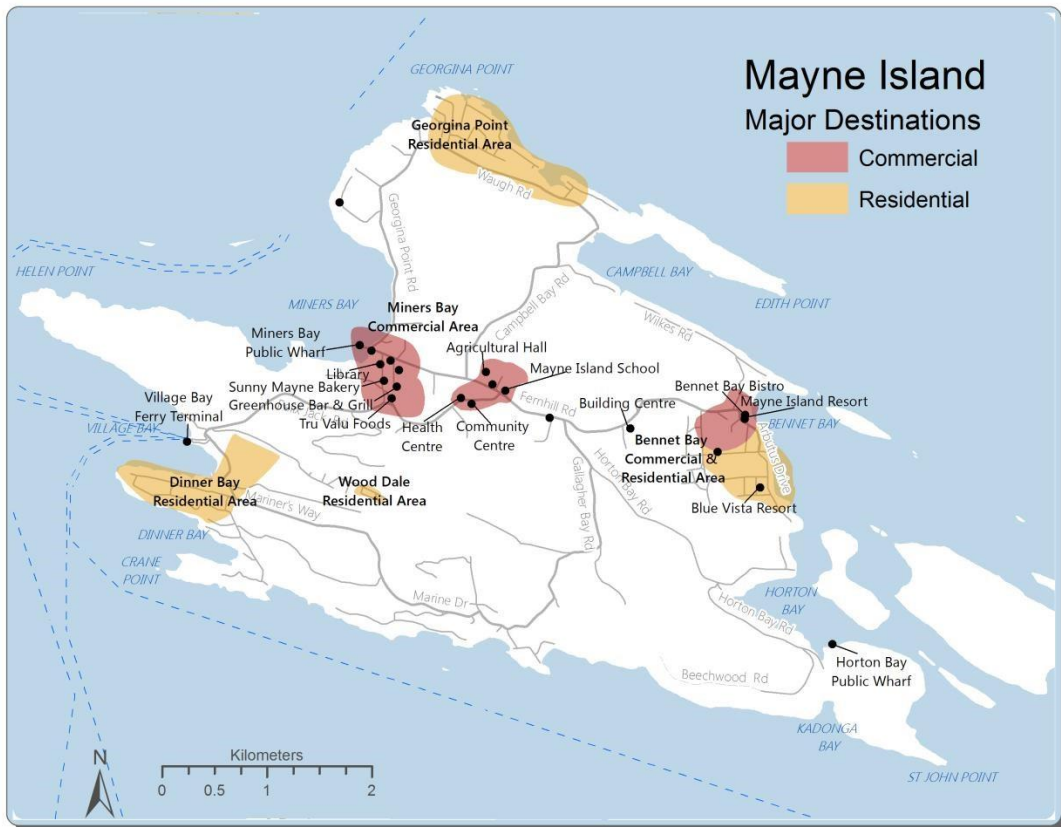 Mayne Island
Major Destinations
Commercial
Residential
GEORGINA POINT
Georgina Point
Residential Area
Waugh Rd
Georgina Point Rd
HELEN POINT
CAMPBELL BAY
EDITH POINT
MINERS BAY
Miners Bay
Commercial Area
Campbell Bay Rd
Wilkes Rd
Miners Bay
Public Wharf
Agricultural Hall
Library
Mayne Island School
Sunny Mayne Bakery
Bennet Bay Bistro
Village Bay
Ferry Terminal
Greenhouse Bar & Grill
Fernhill Rd
Building Centre
Mayne Island Resort
VILLAGE BAY
Tru Valu Foods
Health
Centre
Community
Centre
BENNET BAY
Bennet Bay
Commercial &
Residential Area
Arbutus Drive
Dinner Bay
Residential Area
Wood Dale
Residential Area
Mariner's Way
Gallagher Bay Rd
Horton Bay Rd
Blue Vista Resort
DINNER BAY
CRANE
POINT
Marine Dr
HORTON
BAY
Horton Bay Rd
Beechwood Rd
Horton Bay
Public Wharf
KADONGA
BAY
ST JOHN POINT
N
Kilometers
0 0.5 1 2